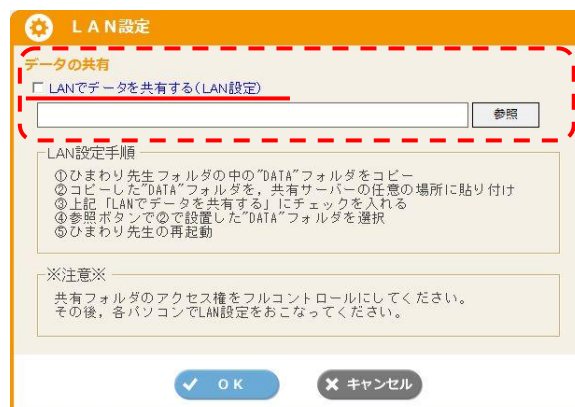 LAN設定
データの共有
LANでデータを共有する(LAN設定)
参照
LAN設定手順
①ひまわり先生フォルダの中の"DATA"フォルダをコピー
②コピーした"DATA"フォルダを，共有サーバーの任意の場所に貼り付け
③上記「LANでデータを共有する」にチェックを入れる
④参照ボタンで②で設置した"DATA"フォルダを選択
⑤ひまわり先生の再起動
※注意※
共有フォルダのアクセス権をフルコントロールにしてください。
その後，各パソコンでLAN設定をおこなってください。
OK
キャンセル